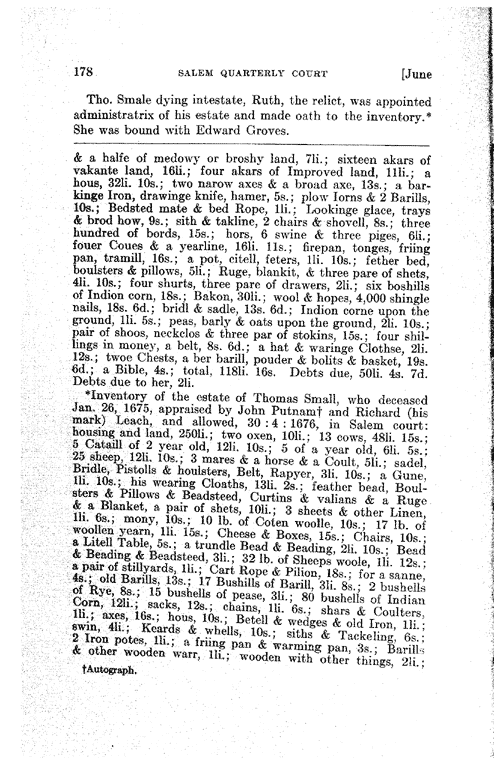 178 SALEM QUARTERLY COURT [June
Tho. Smale dying intestate, Ruth, the relict, was appointed
administratrix of his estate and made oath to the inventory.*
She was bound with Edward Groves.
& a halfe of medowy or broshy land, 7li.; sixteen akars of
vakante land, 16li.; four akars of Improved land, 11li.; a
hous, 32li. 10s.; two narow axes & a broad axe, 13s.; a bar-
kinge Iron, drawinge knife, hamer, 5s.; plow Iorns & 2 Barills,
10s.; Bedsted mate & bed Rope, 1li.; Lookinge glace, trays
& brod how, 9s.; sith & takline, 2 chairs & shovell, 8s.; three
hundred of bords, 15s.; hors, 6 swine & three piges, 6li.;
fouer Coues & a yearline, 16li. 11s.; firepan, tonges, friing
pan, tramill, 16s.; a pot, citell, feters, 1li. 10s.; fether bed,
boulsters & pillows, 5li.; Ruge, blankit, & three pare of shets,
4li. 10s.; four shurts, three pare of drawers, 2li.; six boshills
of Indion corn, 18s.; Bakon, 30li.; wool & hopes, 4,000 shingle
nails, 18s. 6d.; bridl & sadle, 13s. 6d.; Indion corne upon the
ground, 1li. 5s.; peas, barly & oats upon the ground, 2li. 10s.;
pair of shoos, neckclos & three par of stokins, 15s.; four shil-
lings in money, a belt, 8s. 6d.; a hat & waringe Clothse, 2li.
12s.; twoe Chests, a ber barill, pouder & bolits & basket, 19s.
6d.; a Bible, 4s.; total, 118li. 16s. Debts due, 50li. 4s. 7d.
Debts due to her, 2li.
*Inventory of the estate of Thomas Small, who deceased
Jan. 26, 1675, appraised by John Putnam† and Richard (his
mark) Leach, and allowed, 30 : 4 : 1676, in Salem court:
housing and land, 250li.; two oxen, 10li.; 13 cows, 48li. 15s.;
5 Cataill of 2 year old, 12li. 10s.; 5 of a year old, 6li. 5s.;
25 sheep, 12li. 10s.; 3 mares & a horse & a Coult, 5li.; sadel,
Bridle, Pistolls & houlsters, Belt, Rapyer, 3li. 10s.; a Gune,
1li. 10s.; his wearing Cloaths, 13li. 2s.; feather bead, Boul-
sters & Pillows & Beadsteed, Curtins & valians & a Ruge
& a Blanket, a pair of shets, 10li.; 3 sheets & other Linen,
1li. 6s.; mony, 10s.; 10 lb. of Coten woolle, 10s.; 17 lb. of
woollen yearn, 1li. 15s.; Cheese & Boxes, 15s.; Chairs, 10s.;
a Litell Table, 5s.; a trundle Bead & Beading, 2li. 10s.; Bead
& Beading & Beadsteed, 3li.; 32 lb. of Sheeps woole, 1li. 12s.;
a pair of stillyards, 1li.; Cart Rope & Pilion, 18s.; for a sanne,
4s.; old Barills, 13s.; 17 Bushills of Barill, 3li. 8s.; 2 bushells
of Rye, 8s.; 15 bushells of pease, 3li.; 80 bushells of Indian
Corn, 12li.; sacks, 12s.; chains, 1li. 6s.; shars & Coulters,
1li.; axes, 16s.; hous, 10s.; Betell & wedges & old Iron, 1li.;
swin, 4li.; Keards & whells, 10s.; siths & Tackeling, 6s.;
2 Iron potes, 1li.; a friing pan & warming pan, 3s.; Barills
& other wooden warr, 1li.; wooden with other things, 2li.;
†Autograph.